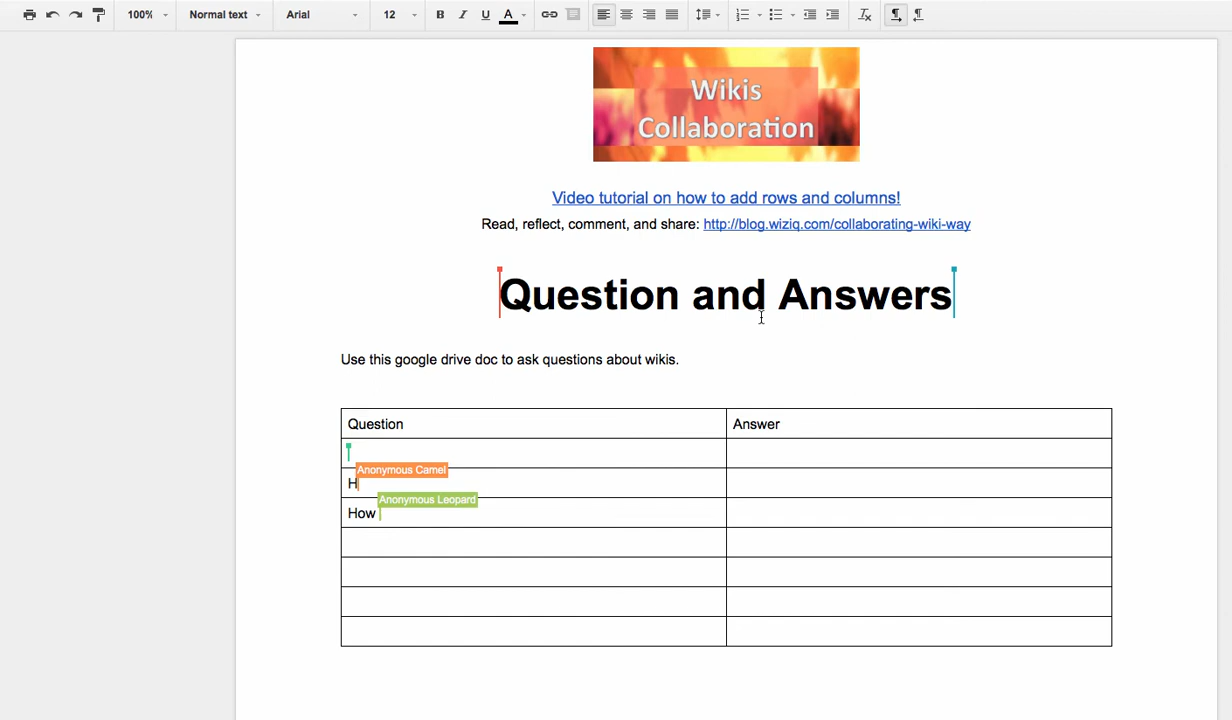 100% Normal text Arial 12 B I U A
Wikis
Collaboration
Video tutorial on how to add rows and columns!
Read, reflect, comment, and share: http://blog.wiziq.com/collaborating-wiki-way
Question and Answers
Use this google drive doc to ask questions about wikis.
Question Answer
Anonymous Camel
H
Anonymous Leopard
How